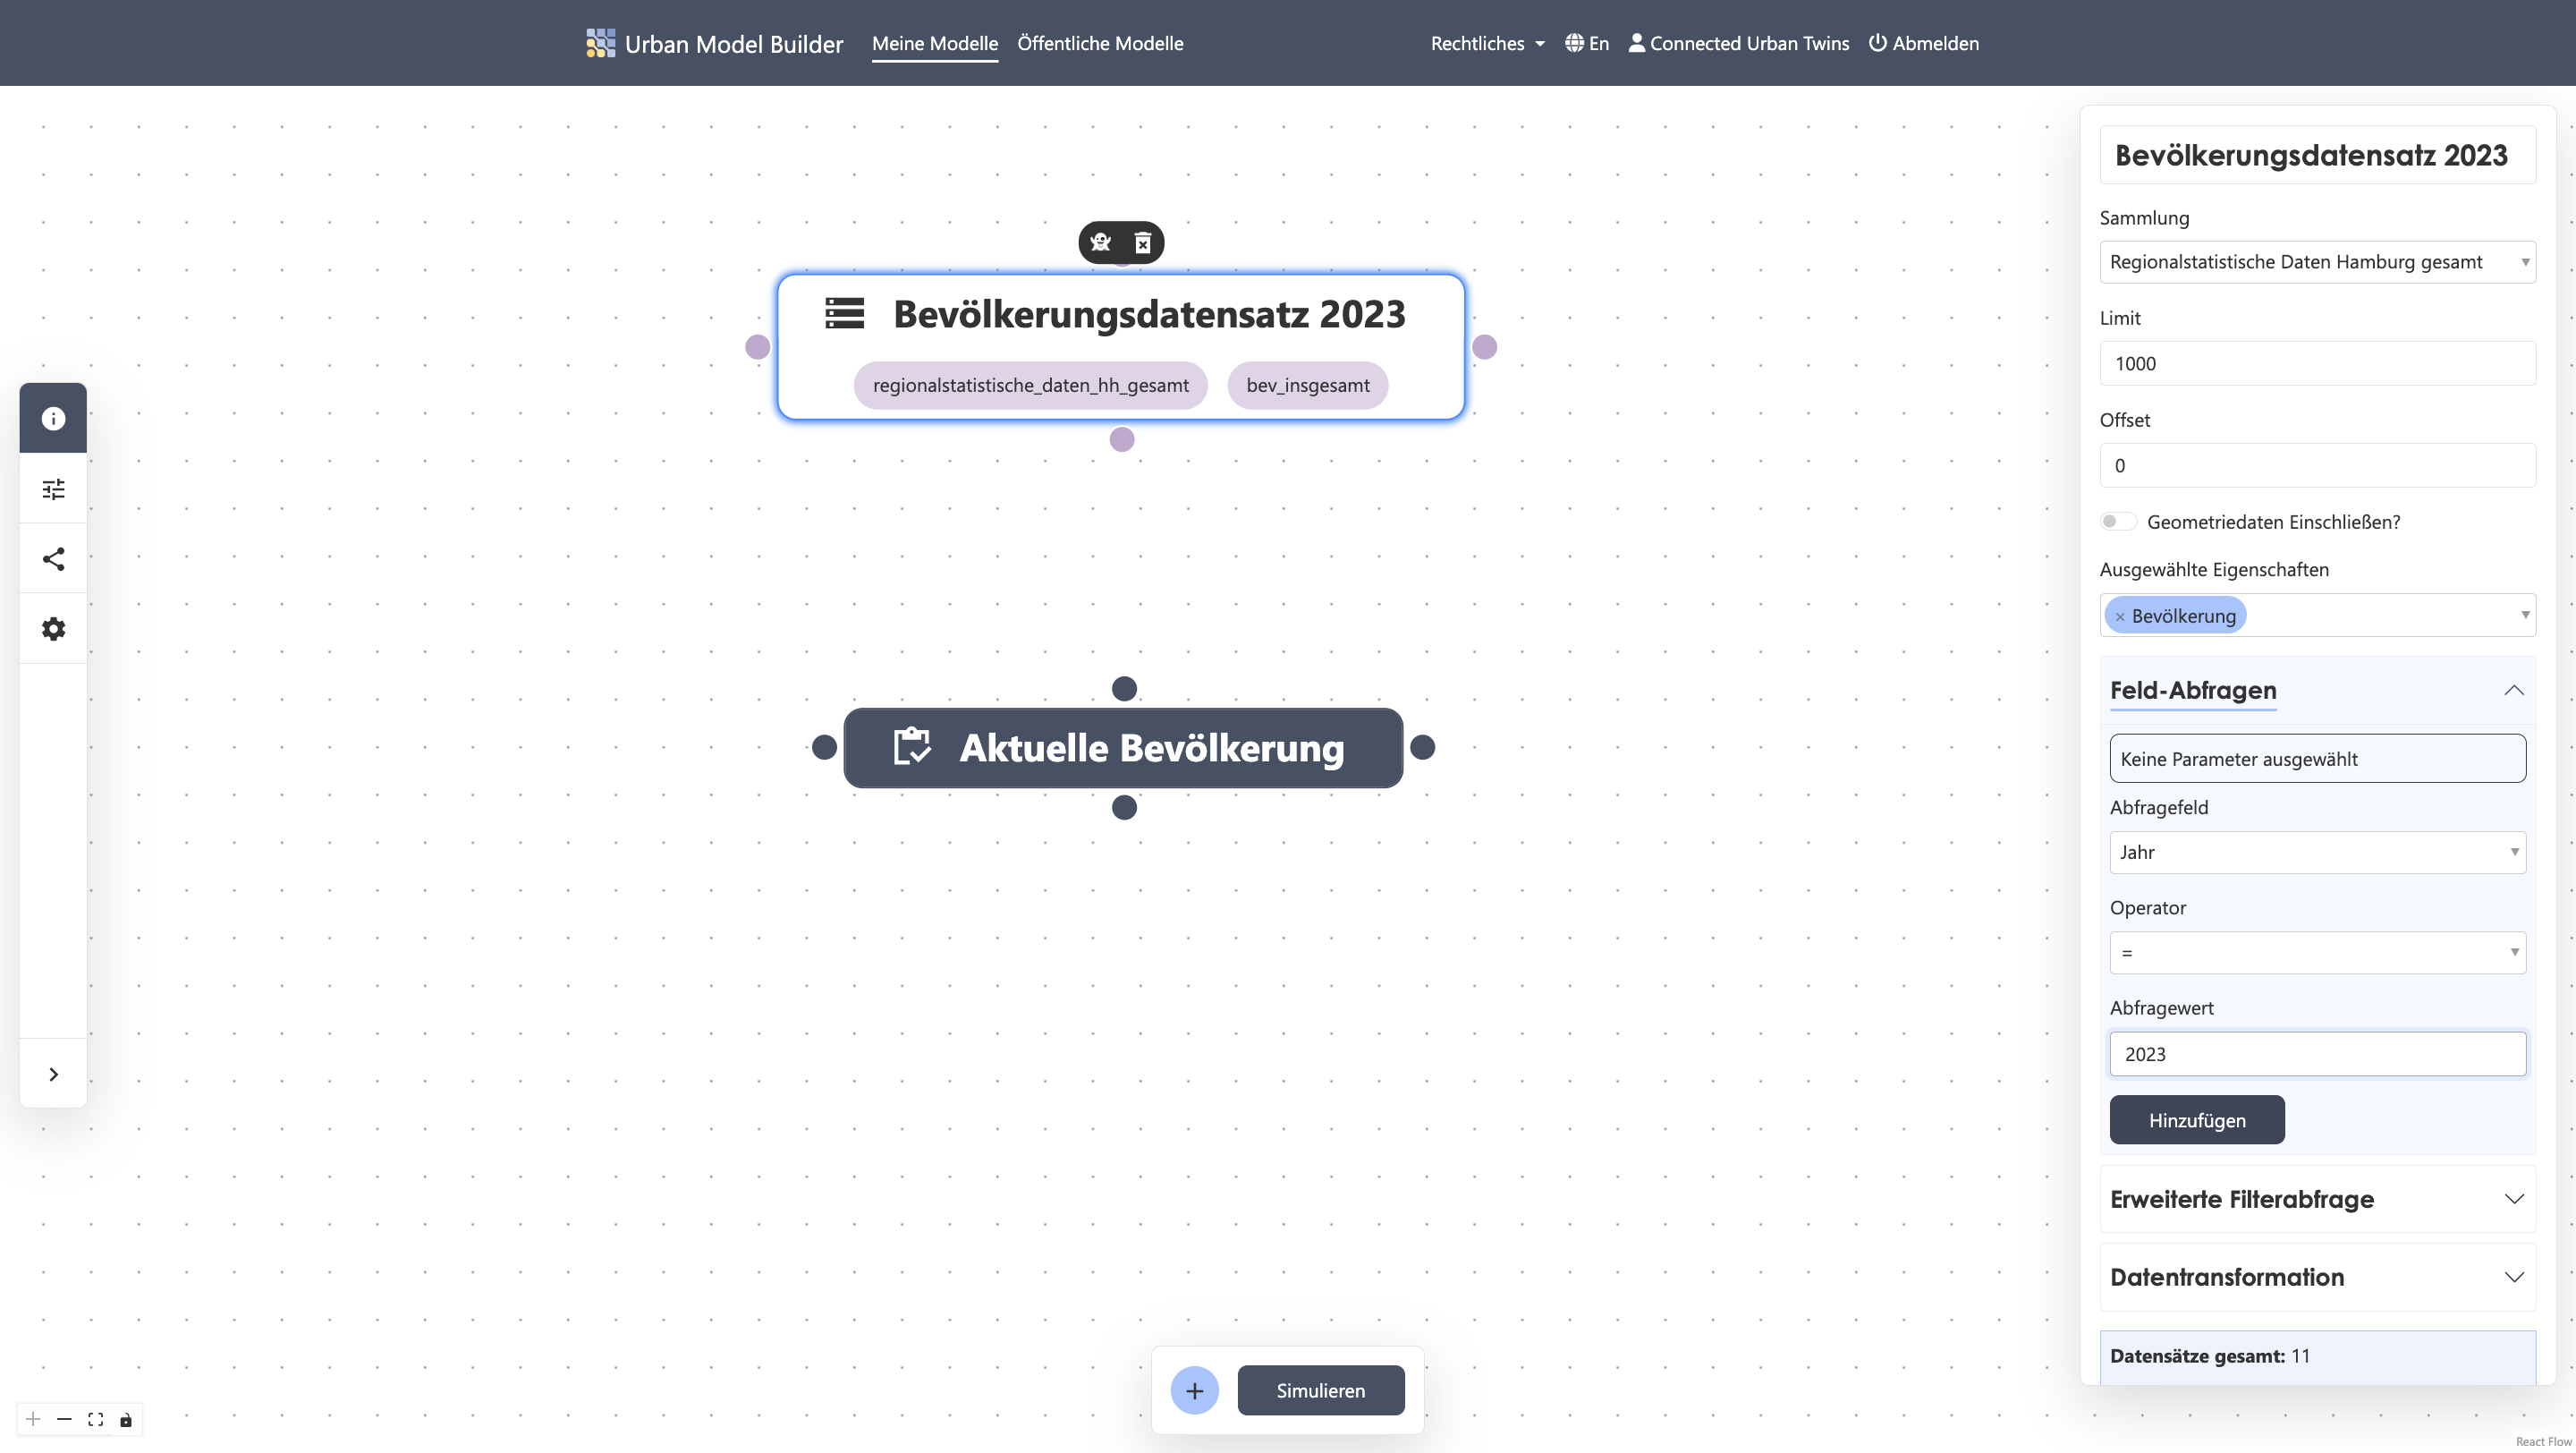 Urban Model Builder Meine Modelle Öffentliche Modelle Rechtliches En Connected Urban Twins Abmelden
Bevölkerungsdatensatz 2023
regionalstatistische_daten_hh_gesamt bev_insgesamt
Aktuelle Bevölkerung
+ Simulieren
Bevölkerungsdatensatz 2023
Sammlung
Regionalstatistische Daten Hamburg gesamt
Limit
1000
Offset
0
Geometriedaten Einschließen?
Ausgewählte Eigenschaften
× Bevölkerung
Feld-Abfragen
Keine Parameter ausgewählt
Abfragefeld
Jahr
Operator
=
Abfragewert
2023
Hinzufügen
Erweiterte Filterabfrage
Datentransformation
Datensätze gesamt: 11
React Flow